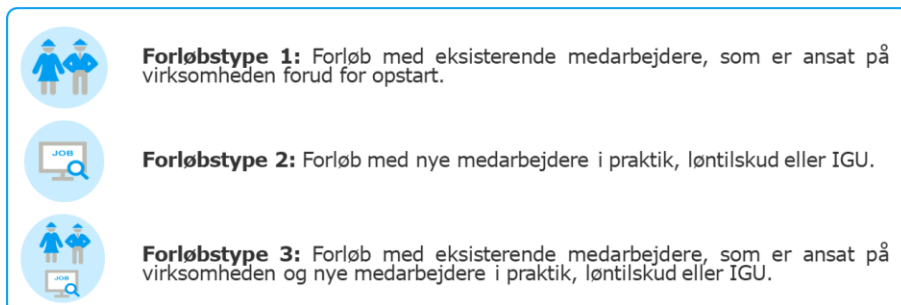 Forløbstype 1: Forløb med eksisterende medarbejdere, som er ansat på
virksomheden forud for opstart.
JOB
Forløbstype 2: Forløb med nye medarbejdere i praktik, løntilskud eller IGU.
Forløbstype 3: Forløb med eksisterende medarbejdere, som er ansat på
virksomheden og nye medarbejdere i praktik, løntilskud eller IGU.
JOB